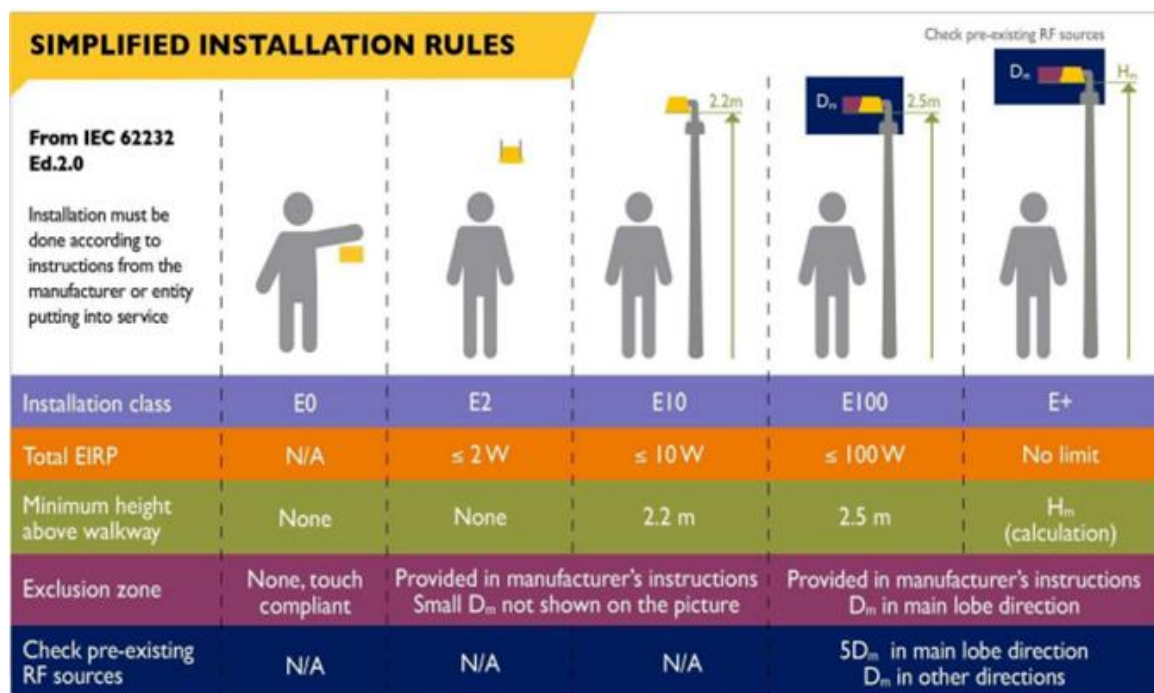 SIMPLIFIED INSTALLATION RULES
Check pre-existing RF sources
From IEC 62232
Ed.2.0
Installation must be
done according to
instructions from the
manufacturer or entity
putting into service
2.2m
Dₘ
2.5m
Dₘ
Hₘ
Installation class E0 E2 E10 E100 E+
Total EIRP N/A ≤ 2 W ≤ 10 W ≤ 100 W No limit
Minimum height
above walkway
None None 2.2 m 2.5 m
Hₘ
(calculation)
Exclusion zone
None, touch
compliant
Provided in manufacturer's instructions
Small Dₘ not shown on the picture
Provided in manufacturer's instructions
Dₘ in main lobe direction
Check pre-existing
RF sources
N/A N/A N/A
5Dₘ in main lobe direction
Dₘ in other directions